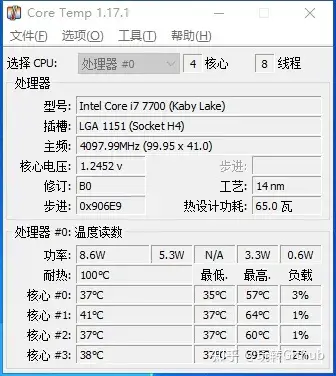 Core Temp 1.17.1
文件(F) 选项(O) 工具(T) 帮助(H)
选择 CPU: 处理器 #0 4 核心 8 线程
处理器
型号: Intel Core i7 7700 (Kaby Lake)
插槽: LGA 1151 (Socket H4)
主频: 4097.99MHz (99.95 x 41.0)
核心电压: 1.2452 v 步进:
修订: B0 工艺: 14 nm
步进: 0x906E9 热设计功耗: 65.0 瓦
处理器 #0: 温度读数
功率: 8.6W 5.3W N/A 3.3W 0.6W
耐热: 100°C 最低. 最高. 负载
核心 #0: 37°C 35°C 57°C 3%
核心 #1: 41°C 37°C 64°C 1%
核心 #2: 37°C 37°C 60°C 1%
核心 #3: 38°C 37°C 69°C 2%
知乎